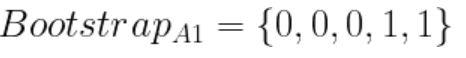 Bootstrap_{A1} = {0, 0, 0, 1, 1}